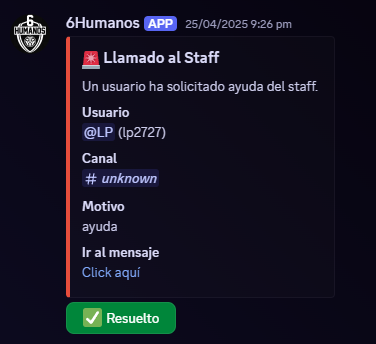 6
HUMANOS
6Humanos APP 25/04/2025 9:26 pm
🚨 Llamado al Staff
Un usuario ha solicitado ayuda del staff.
Usuario
@LP (lp2727)
Canal
# unknown
Motivo
ayuda
Ir al mensaje
Click aquí
✅ Resuelto